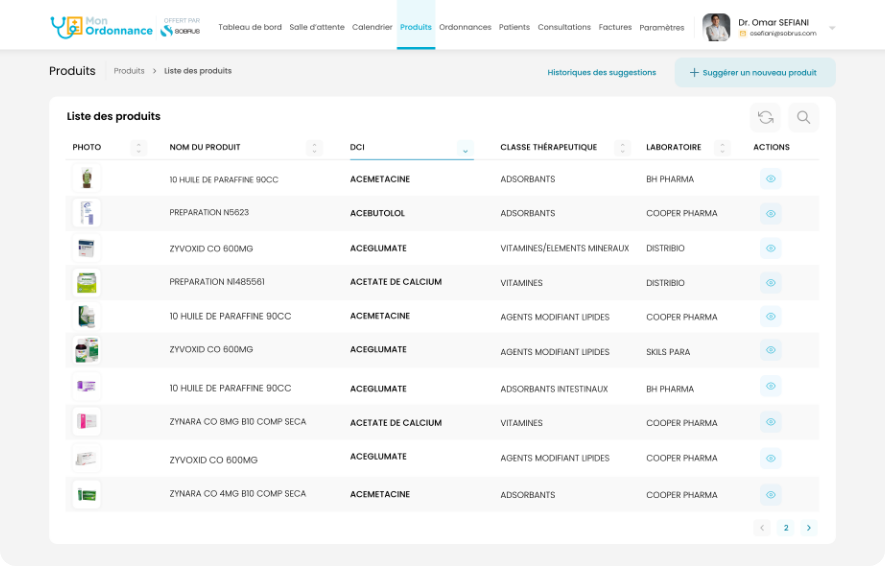 Mon
Ordonnance
OFFERT PAR
SOBRUS
Tableau de bord Salle d'attente Calendrier Produits Ordonnances Patients Consultations Factures Paramètres
Dr. Omar SEFIANI
osefiani@sobrus.com
Produits Produits > Liste des produits
Historiques des suggestions + Suggérer un nouveau produit
Liste des produits
PHOTO NOM DU PRODUIT DCI CLASSE THÉRAPEUTIQUE LABORATOIRE ACTIONS
10 HUILE DE PARAFFINE 90CC ACEMETACINE ADSORBANTS BH PHARMA
PREPARATION N5623 ACEBUTOLOL ADSORBANTS COOPER PHARMA
ZYVOXID CO 600MG ACEGLUMATE VITAMINES/ELEMENTS MINERAUX DISTRIBIO
PREPARATION N1485561 ACETATE DE CALCIUM VITAMINES DISTRIBIO
10 HUILE DE PARAFFINE 90CC ACEMETACINE AGENTS MODIFIANT LIPIDES COOPER PHARMA
ZYVOXID CO 600MG ACEGLUMATE AGENTS MODIFIANT LIPIDES SKILS PARA
10 HUILE DE PARAFFINE 90CC ACEGLUMATE ADSORBANTS INTESTINAUX BH PHARMA
ZYNARA CO 8MG B10 COMP SECA ACETATE DE CALCIUM VITAMINES COOPER PHARMA
ZYVOXID CO 600MG ACEGLUMATE AGENTS MODIFIANT LIPIDES COOPER PHARMA
ZYNARA CO 4MG B10 COMP SECA ACEMETACINE ADSORBANTS COOPER PHARMA
< 2 >